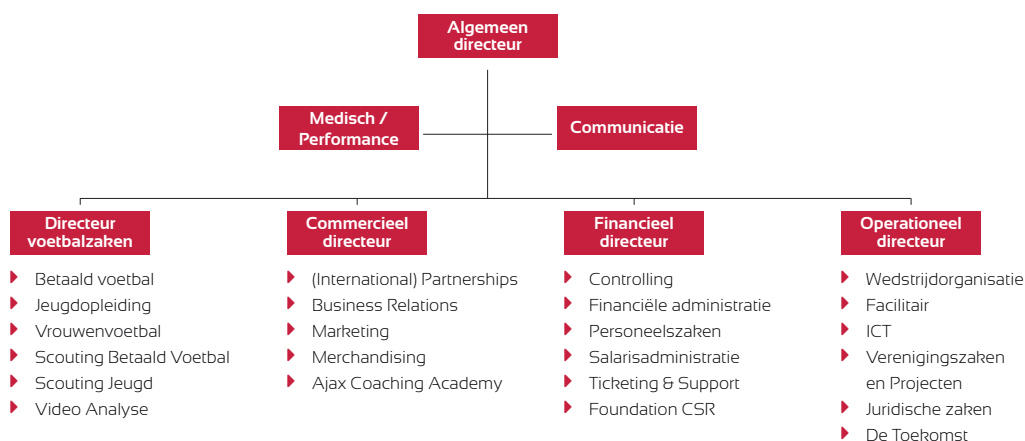 Algemeen
directeur
Medisch /
Performance
Communicatie
Directeur
voetbalzaken
Betaald voetbal
Jeugdopleiding
Vrouwenvoetbal
Scouting Betaald Voetbal
Scouting Jeugd
Video Analyse
Commercieel
directeur
(International) Partnerships
Business Relations
Marketing
Merchandising
Ajax Coaching Academy
Financieel
directeur
Controlling
Financiële administratie
Personeelszaken
Salarisadministratie
Ticketing & Support
Foundation CSR
Operationeel
directeur
Wedstrijdorganisatie
Facilitair
ICT
Verenigingszaken
en Projecten
Juridische zaken
De Toekomst